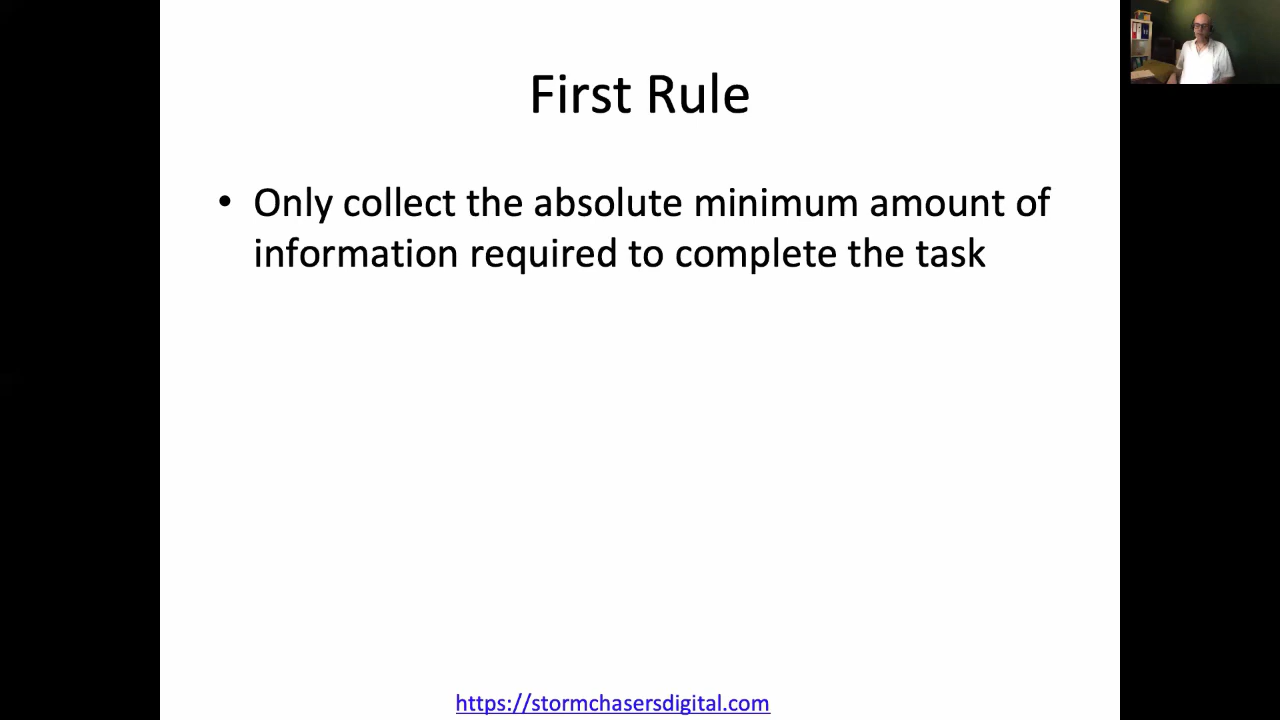 First Rule
• Only collect the absolute minimum amount of
information required to complete the task
https://stormchasersdigital.com